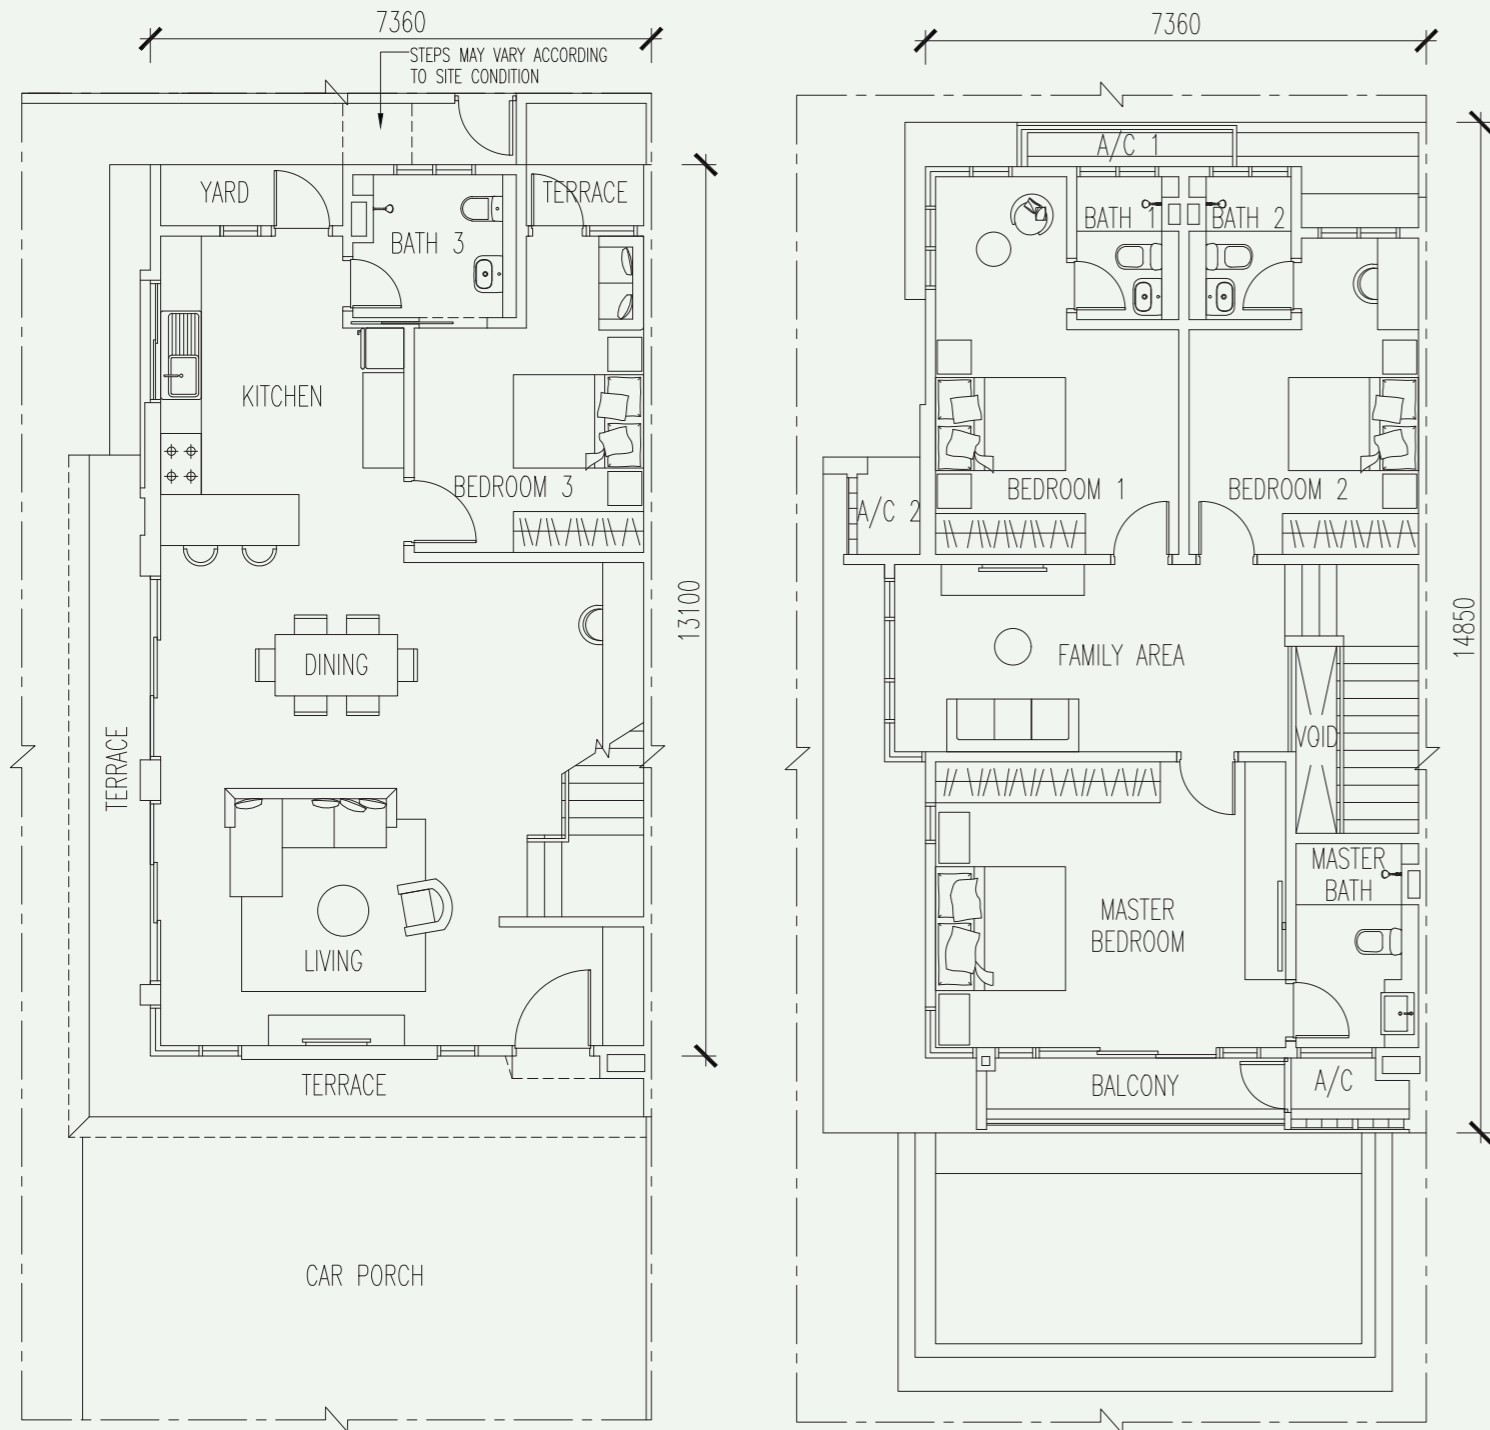 7360
STEPS MAY VARY ACCORDING
TO SITE CONDITION
YARD
TERRACE
BATH 3
KITCHEN
BEDROOM 3
13100
DINING
TERRACE
LIVING
TERRACE
CAR PORCH
7360
A/C 1
BATH 1
BATH 2
BEDROOM 1
BEDROOM 2
A/C 2
14850
FAMILY AREA
VOID
MASTER
BATH
MASTER
BEDROOM
BALCONY
A/C